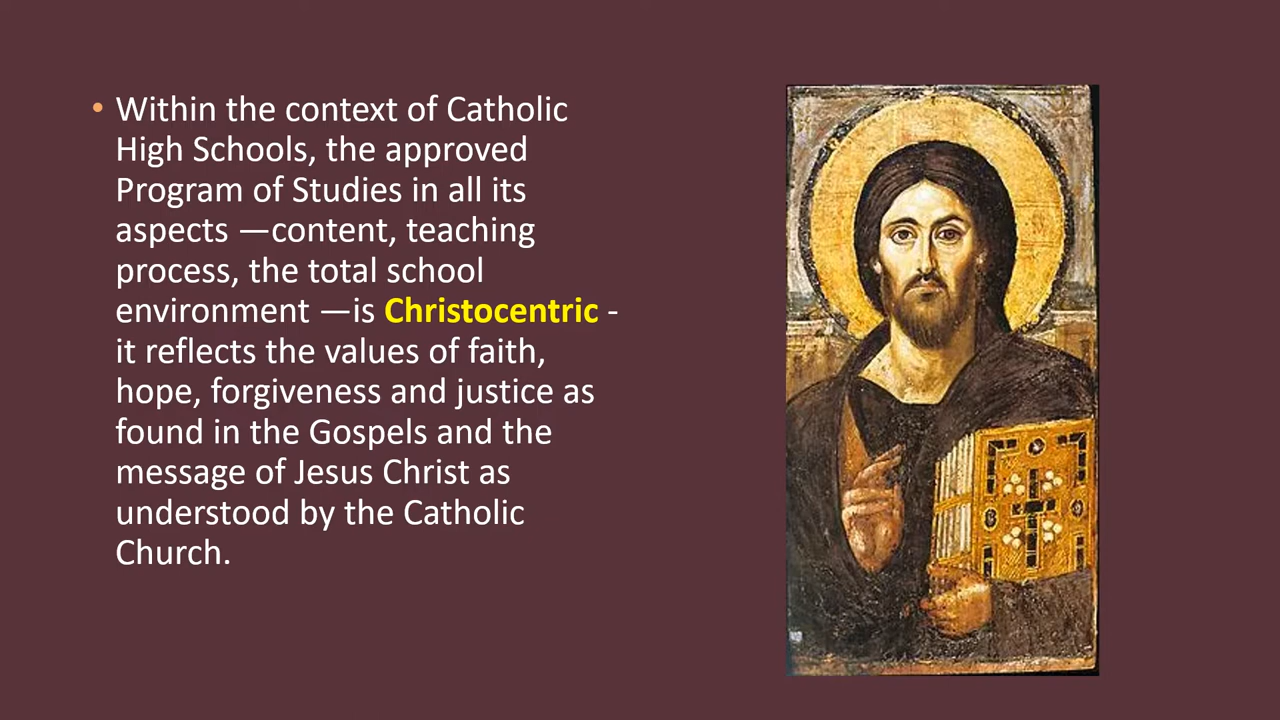 • Within the context of Catholic
High Schools, the approved
Program of Studies in all its
aspects —content, teaching
process, the total school
environment —is Christocentric -
it reflects the values of faith,
hope, forgiveness and justice as
found in the Gospels and the
message of Jesus Christ as
understood by the Catholic
Church.